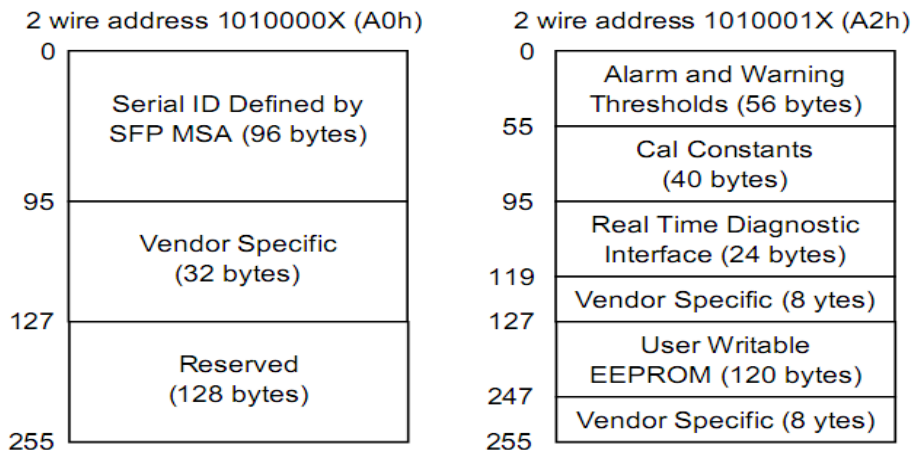 2 wire address 1010000X (A0h)
0
Serial ID Defined by
SFP MSA (96 bytes)
95
Vendor Specific
(32 bytes)
127
Reserved
(128 bytes)
255
2 wire address 1010001X (A2h)
0
Alarm and Warning
Thresholds (56 bytes)
55
Cal Constants
(40 bytes)
95
Real Time Diagnostic
Interface (24 bytes)
119
Vendor Specific (8 ytes)
127
User Writable
EEPROM (120 bytes)
247
Vendor Specific (8 ytes)
255